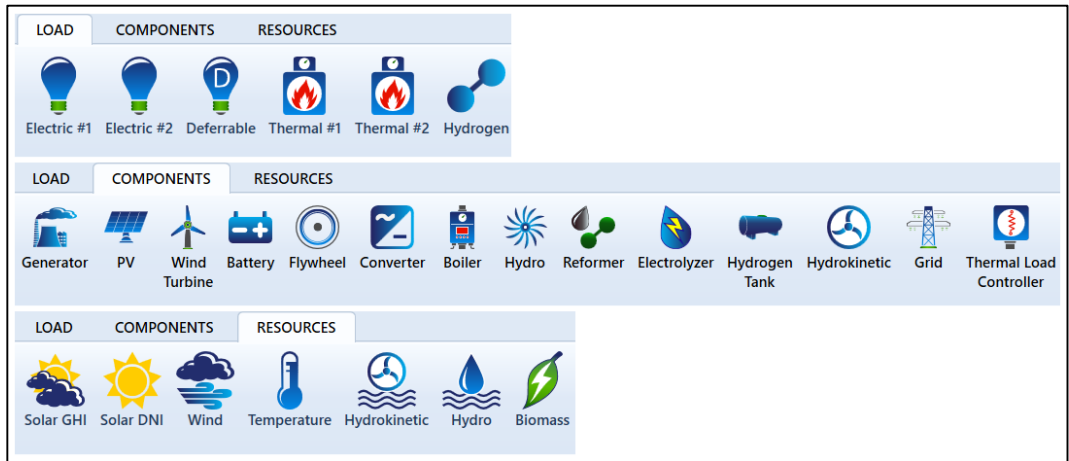 LOAD COMPONENTS RESOURCES
D
Electric #1 Electric #2 Deferrable Thermal #1 Thermal #2 Hydrogen
LOAD COMPONENTS RESOURCES
Generator PV Wind Battery Flywheel Converter Boiler Hydro Reformer Electrolyzer Hydrogen Hydrokinetic Grid Thermal Load
Turbine Tank Controller
LOAD COMPONENTS RESOURCES
Solar GHI Solar DNI Wind Temperature Hydrokinetic Hydro Biomass